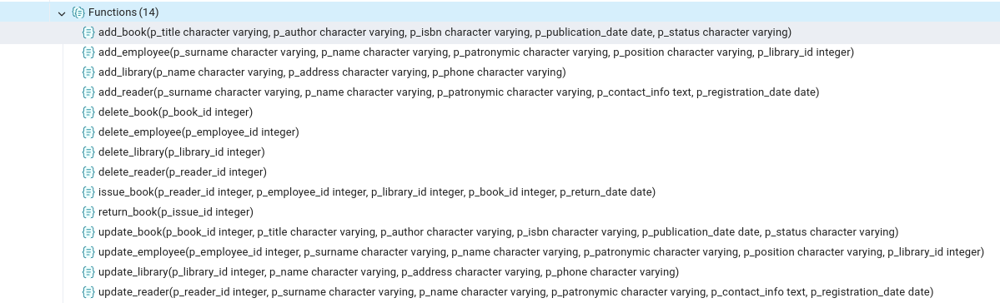 Functions (14)
add_book(p_title character varying, p_author character varying, p_isbn character varying, p_publication_date date, p_status character varying)
add_employee(p_surname character varying, p_name character varying, p_patronymic character varying, p_position character varying, p_library_id integer)
add_library(p_name character varying, p_address character varying, p_phone character varying)
add_reader(p_surname character varying, p_name character varying, p_patronymic character varying, p_contact_info text, p_registration_date date)
delete_book(p_book_id integer)
delete_employee(p_employee_id integer)
delete_library(p_library_id integer)
delete_reader(p_reader_id integer)
issue_book(p_reader_id integer, p_employee_id integer, p_library_id integer, p_book_id integer, p_return_date date)
return_book(p_issue_id integer)
update_book(p_book_id integer, p_title character varying, p_author character varying, p_isbn character varying, p_publication_date date, p_status character varying)
update_employee(p_employee_id integer, p_surname character varying, p_name character varying, p_patronymic character varying, p_position character varying, p_library_id integer)
update_library(p_library_id integer, p_name character varying, p_address character varying, p_phone character varying)
update_reader(p_reader_id integer, p_surname character varying, p_name character varying, p_patronymic character varying, p_contact_info text, p_registration_date date)